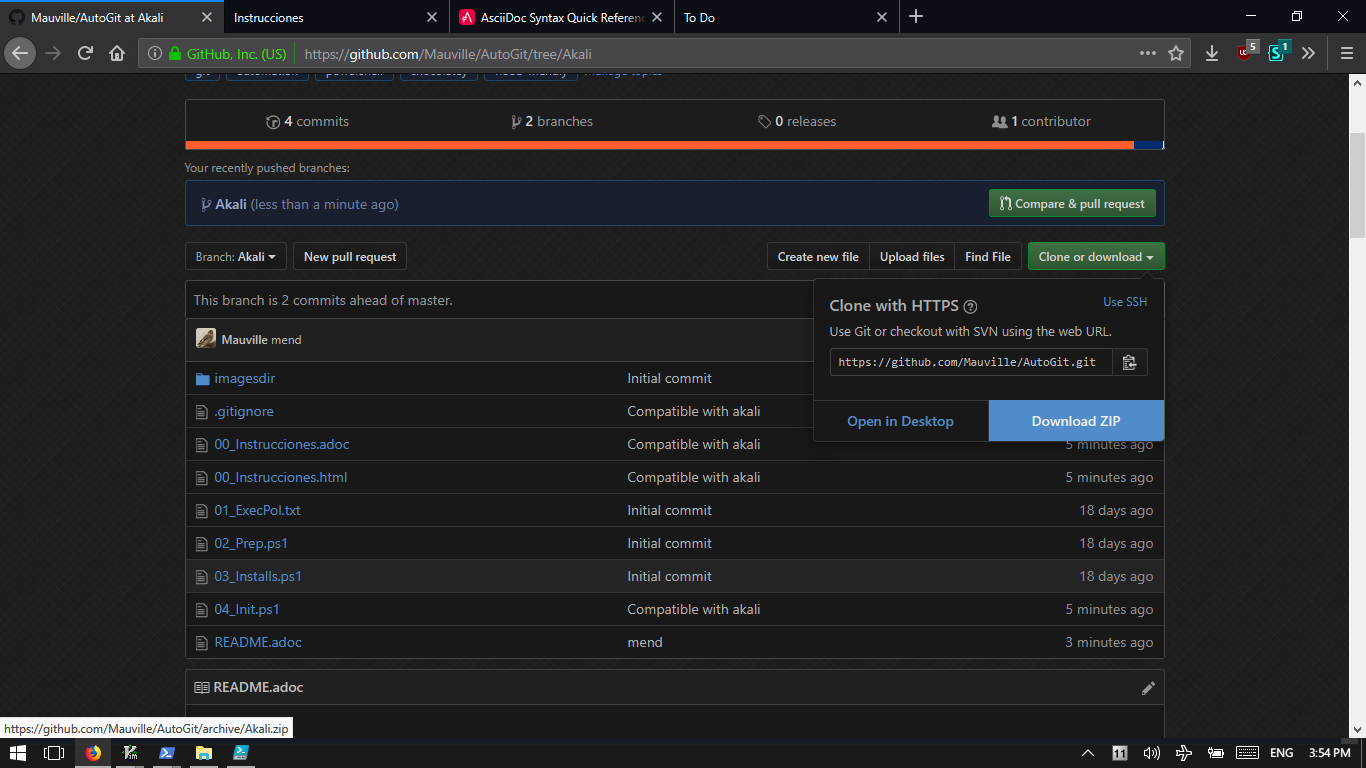 Mauville/AutoGit at Akali
Instrucciones
AsciiDoc Syntax Quick Referenc
To Do
GitHub, Inc. (US)
https://github.com/Mauville/AutoGit/tree/Akali
5
1
git automation powershell chocolatey noob-friendly Manage topics
4 commits
2 branches
0 releases
1 contributor
Your recently pushed branches:
Akali (less than a minute ago)
Compare & pull request
Branch: Akali
New pull request
Create new file
Upload files
Find File
Clone or download
This branch is 2 commits ahead of master.
Clone with HTTPS
Use SSH
Use Git or checkout with SVN using the web URL.
https://github.com/Mauville/AutoGit.git
Open in Desktop
Download ZIP
Mauville mend
imagesdir Initial commit
.gitignore Compatible with akali
00_Instrucciones.adoc Compatible with akali 5 minutes ago
00_Instrucciones.html Compatible with akali 5 minutes ago
01_ExecPol.txt Initial commit 18 days ago
02_Prep.ps1 Initial commit 18 days ago
03_Installs.ps1 Initial commit 18 days ago
04_Init.ps1 Compatible with akali 5 minutes ago
README.adoc mend 3 minutes ago
README.adoc
https://github.com/Mauville/AutoGit/archive/Akali.zip
11
ENG
3:54 PM